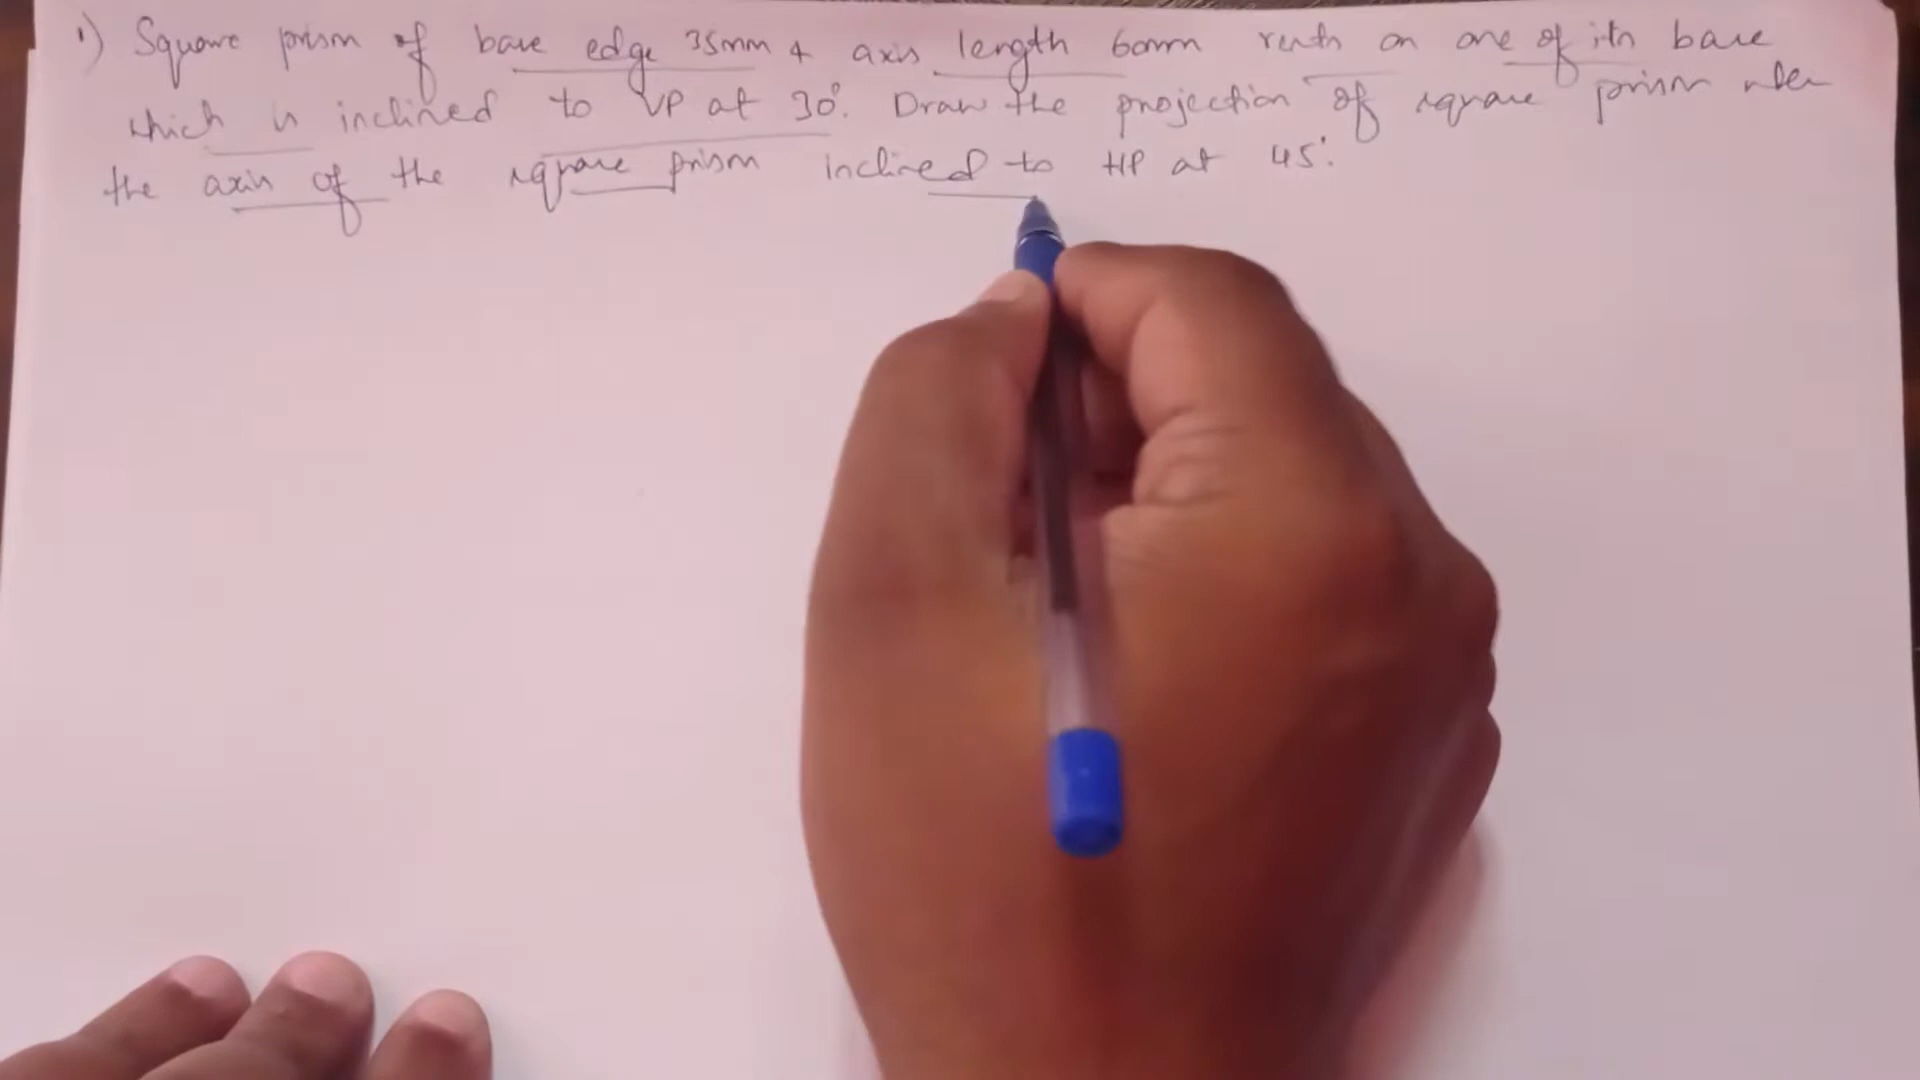 1) Square prism of base edge 35mm & axis length 60mm rests on one of its base
which is inclined to VP at 30°. Draw the projection of square prism when
the axis of the square prism inclined to HP at 45°.